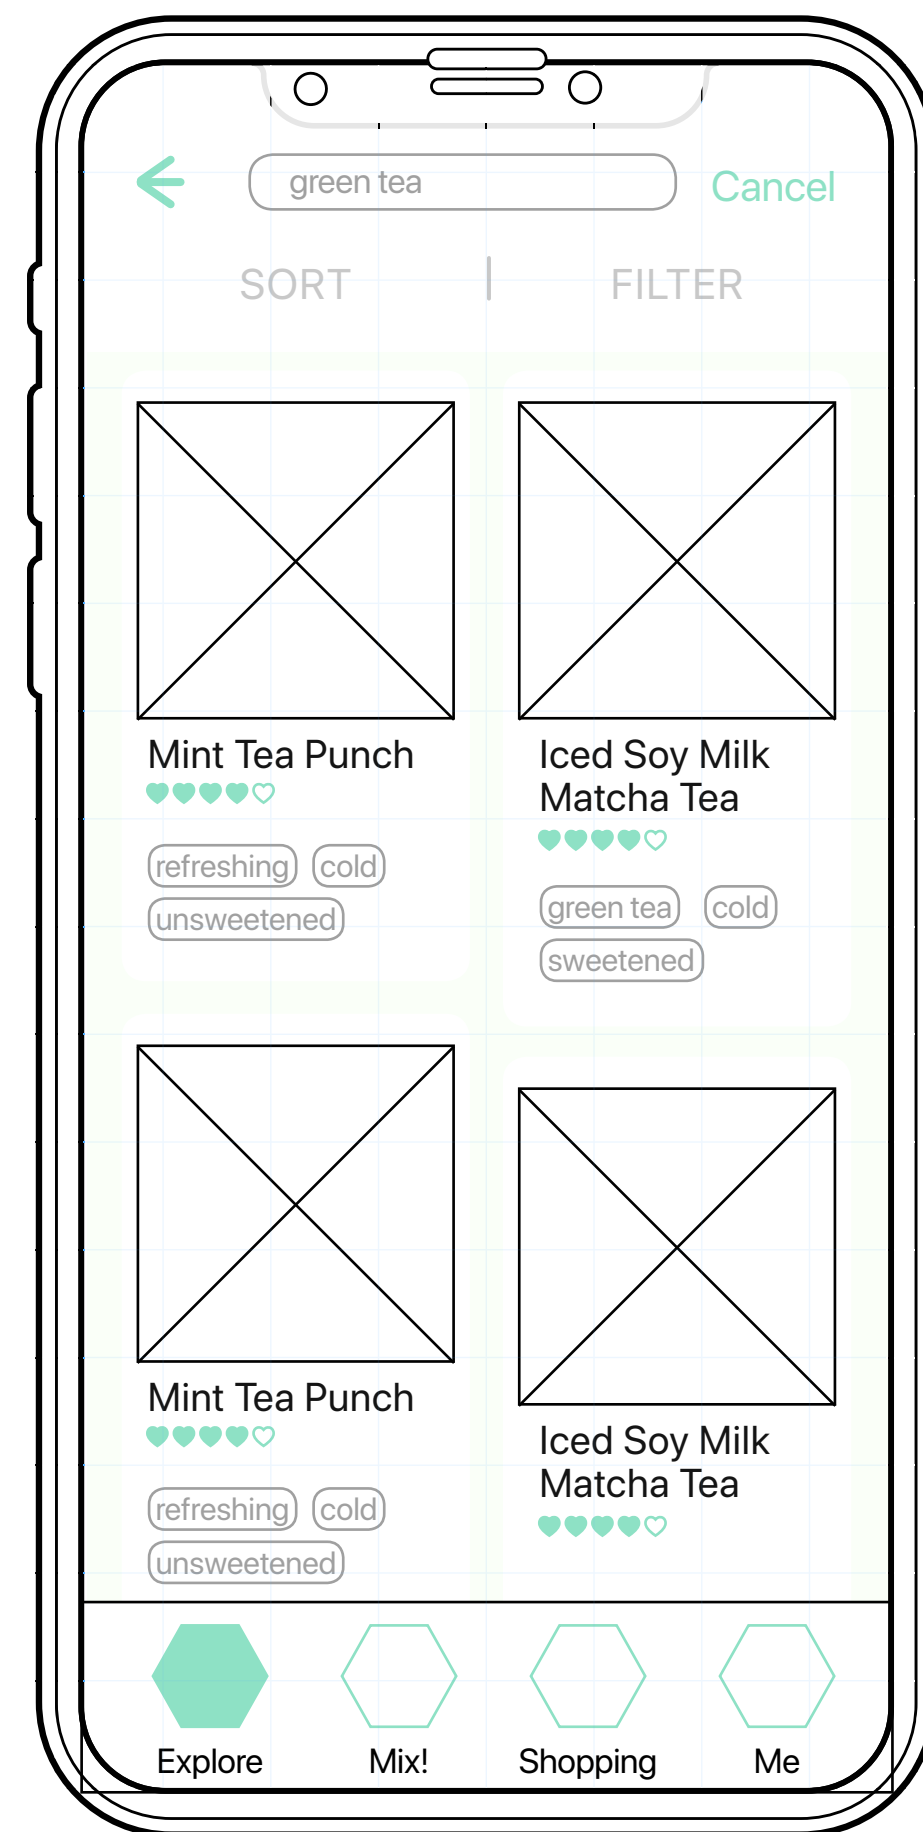 green tea
Cancel
SORT
FILTER
Mint Tea Punch
refreshing cold
unsweetened
Iced Soy Milk
Matcha Tea
green tea cold
sweetened
Mint Tea Punch
refreshing cold
unsweetened
Iced Soy Milk
Matcha Tea
Explore
Mix!
Shopping
Me